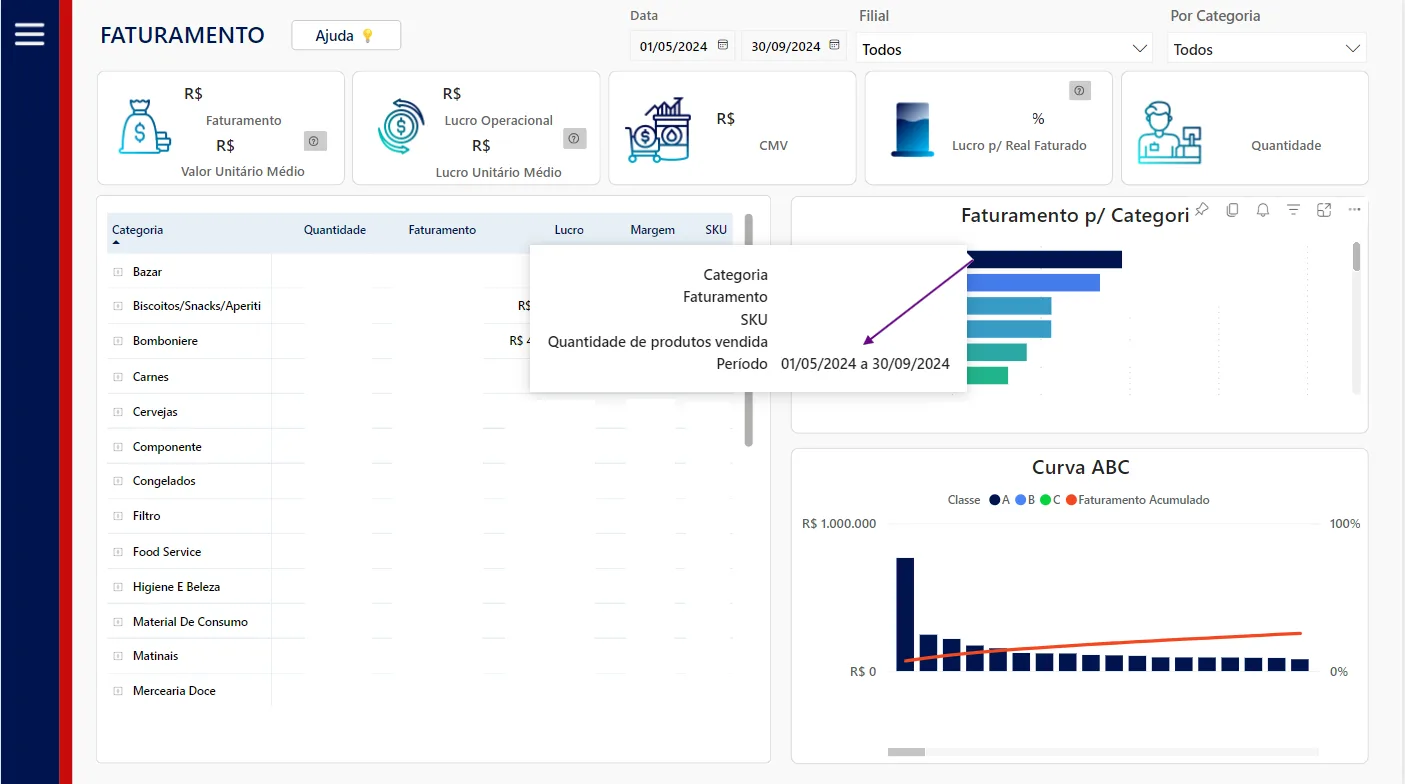 FATURAMENTO
Ajuda
Data
01/05/2024
30/09/2024
Filial
Todos
Por Categoria
Todos
R$
Faturamento
R$
Valor Unitário Médio
R$
Lucro Operacional
R$
Lucro Unitário Médio
R$
CMV
%
Lucro p/ Real Faturado
Quantidade
Categoria Quantidade Faturamento Lucro Margem SKU
Bazar
Biscoitos/Snacks/Aperiti R$
Bomboniere R$ 4
Carnes
Cervejas
Componente
Congelados
Filtro
Food Service
Higiene E Beleza
Material De Consumo
Matinais
Mercearia Doce
Categoria
Faturamento
SKU
Quantidade de produtos vendida
Período 01/05/2024 a 30/09/2024
Faturamento p/ Categori
Curva ABC
Classe A B C Faturamento Acumulado
R$ 1.000.000 100%
R$ 0 0%